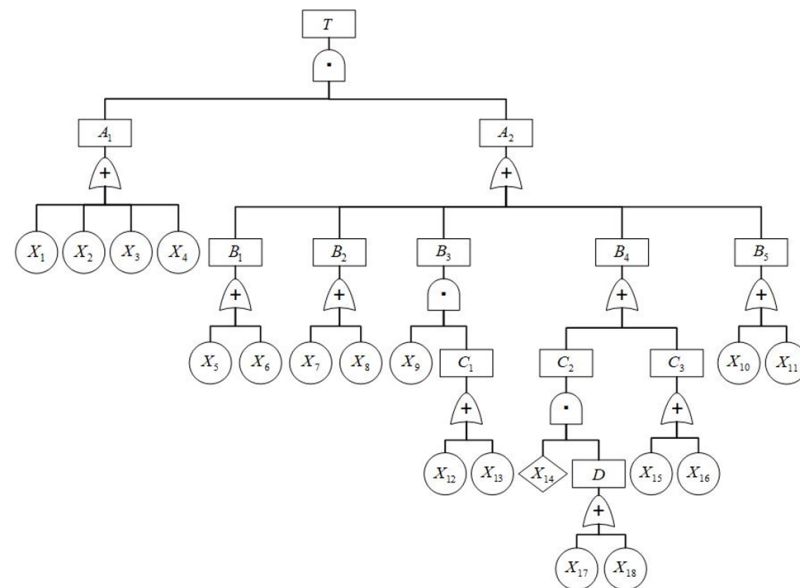 T
·
A₁ A₂
+ +
X₁ X₂ X₃ X₄ B₁ B₂ B₃ B₄ B₅
+ + · + +
X₅ X₆ X₇ X₈ X₉ C₁ C₂ C₃ X₁₀ X₁₁
+ · +
X₁₂ X₁₃ X₁₄ D X₁₅ X₁₆
+
X₁₇ X₁₈